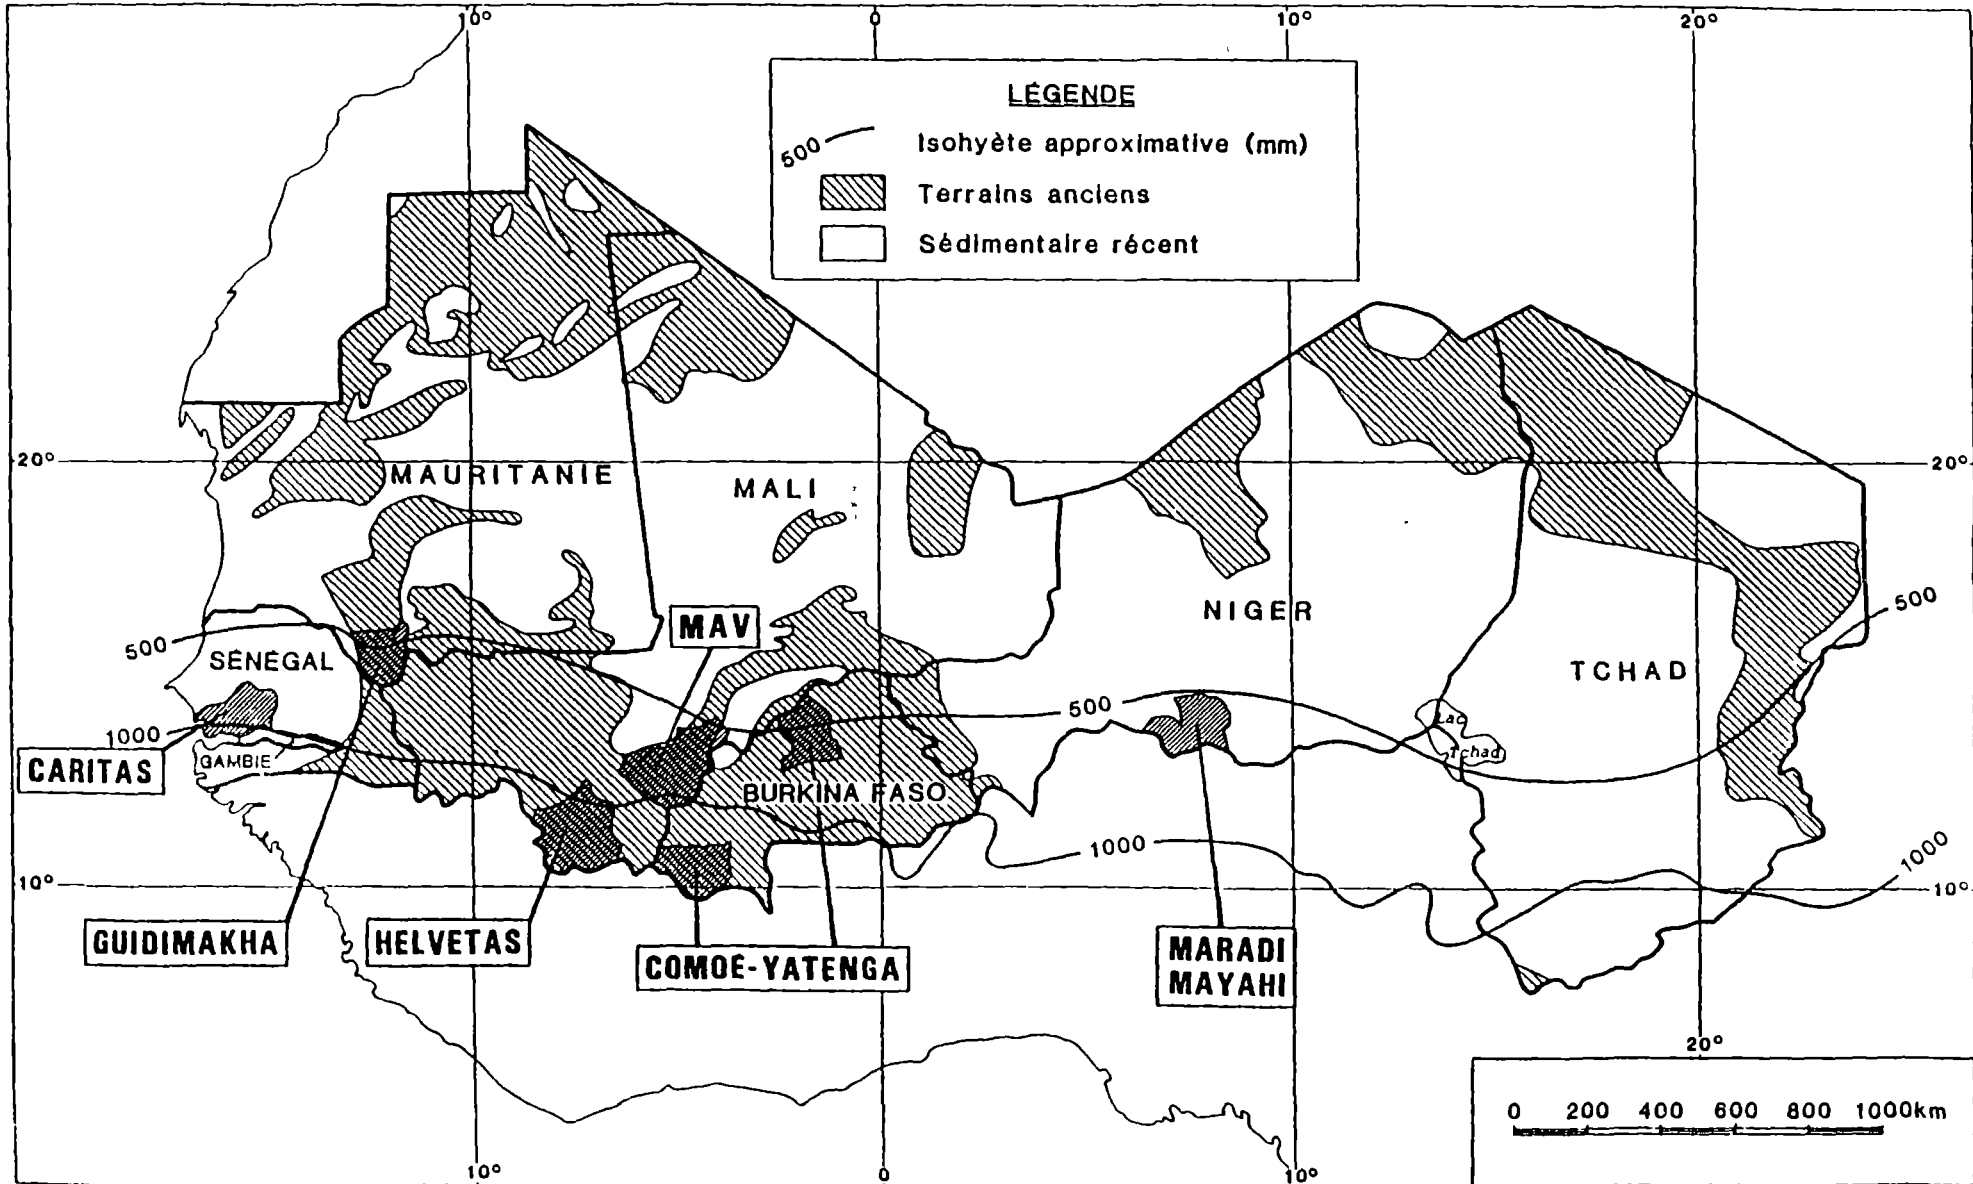 10°
0
10°
20°
LÉGENDE
500 Isohyète approximative (mm)
Terrains anciens
Sédimentaire récent
20°
MAURITANIE
MALI
20°
NIGER
500
MAV
500
SÉNÉGAL
TCHAD
500
1000
Lac
Tchad
CARITAS
GAMBIE
BURKINA FASO
1000
1000
10°
10°
GUIDIMAKHA
HELVETAS
COMOÉ-YATENGA
MARADI
MAYAHI
20°
0 200 400 600 800 1000km
10°
0
10°